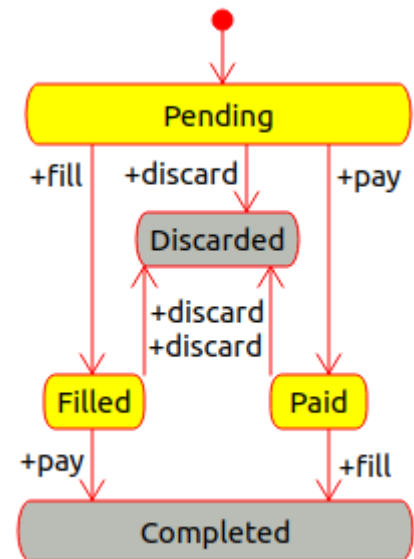 Pending
+fill
+discard
+pay
Discarded
+discard
+discard
Filled
Paid
+pay
+fill
Completed